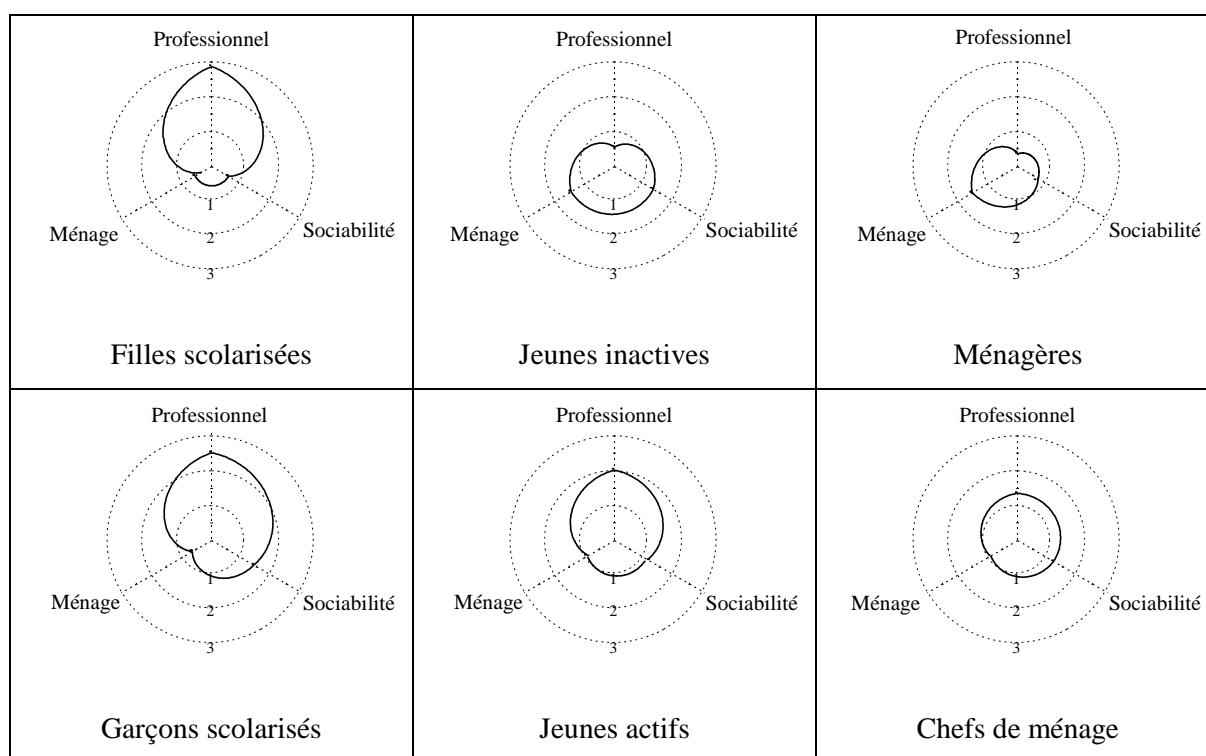 Professionnel
Ménage
Sociabilité
1
2
3
Filles scolarisées
Professionnel
Ménage
Sociabilité
1
2
3
Jeunes inactives
Professionnel
Ménage
Sociabilité
1
2
3
Ménagères
Professionnel
Ménage
Sociabilité
1
2
3
Garçons scolarisés
Professionnel
Ménage
Sociabilité
1
2
3
Jeunes actifs
Professionnel
Ménage
Sociabilité
1
2
3
Chefs de ménage